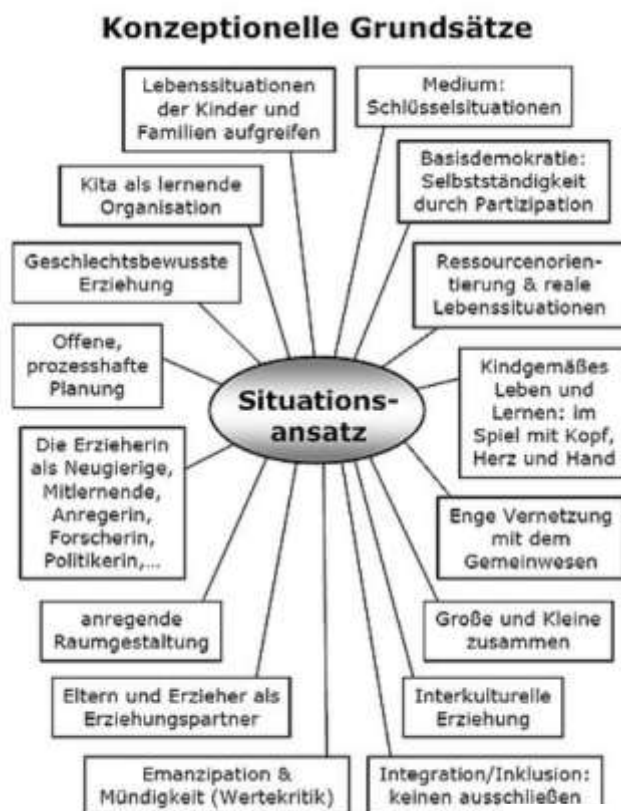 Konzeptionelle Grundsätze
Lebenssituationen
der Kinder und
Familien aufgreifen
Medium:
Schlüsselsituationen
Kita als lernende
Organisation
Basisdemokratie:
Selbstständigkeit
durch Partizipation
Geschlechtsbewusste
Erziehung
Ressourcenorien-
tierung & reale
Lebenssituationen
Offene,
prozesshafte
Planung
Situations-
ansatz
Kindgemäßes
Leben und
Lernen: im
Spiel mit Kopf,
Herz und Hand
Die Erzieherin
als Neugierige,
Mitlernende,
Anregerin,
Forscherin,
Politikerin,...
Enge Vernetzung
mit dem
Gemeinwesen
anregende
Raumgestaltung
Große und Kleine
zusammen
Eltern und Erzieher als
Erziehungspartner
Interkulturelle
Erziehung
Emanzipation &
Mündigkeit (Wertekritik)
Integration/Inklusion:
keinen ausschließen